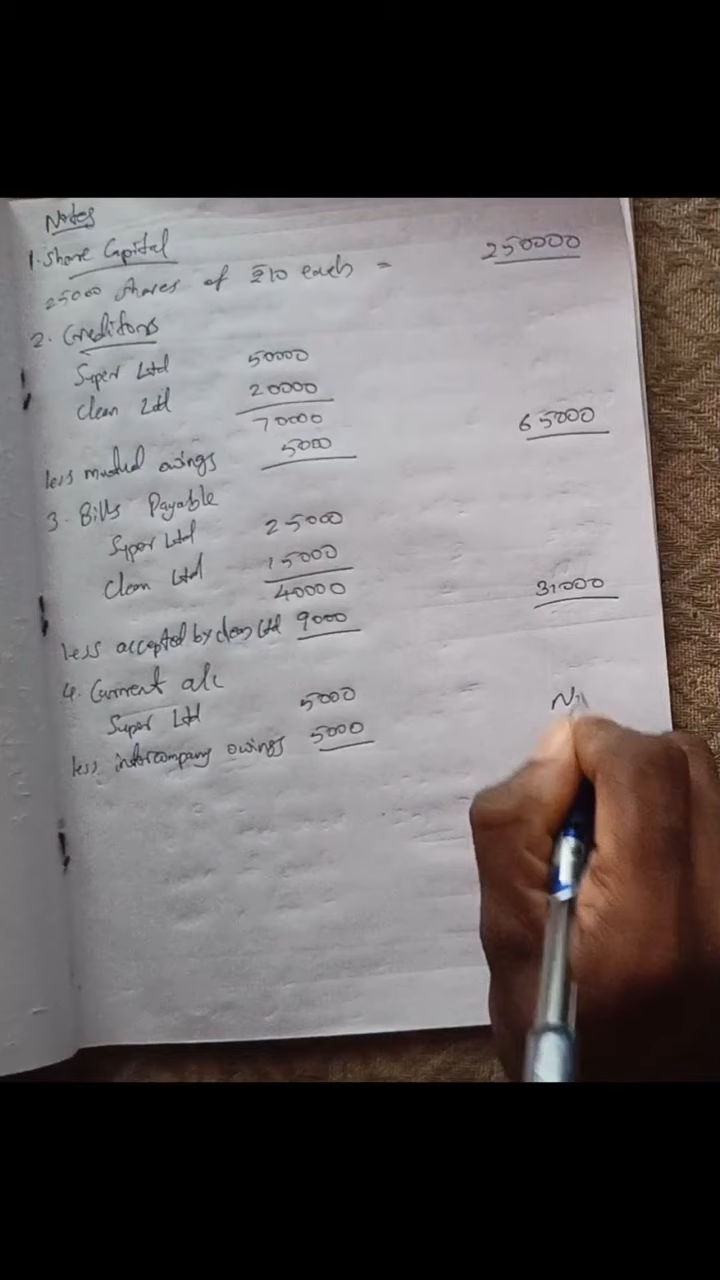 Notes
1. Share Capital
25000 shares of ₹10 each = 250000
2. Creditors
Super Ltd 50000
Clean Ltd 20000
70000
less mutual owings 5000 65000
3. Bills Payable
Super Ltd 25000
Clean Ltd 15000
40000
less accepted by clean Ltd 9000 31000
4. Current a/c
Super Ltd 5000
less intercompany owings 5000 Ni